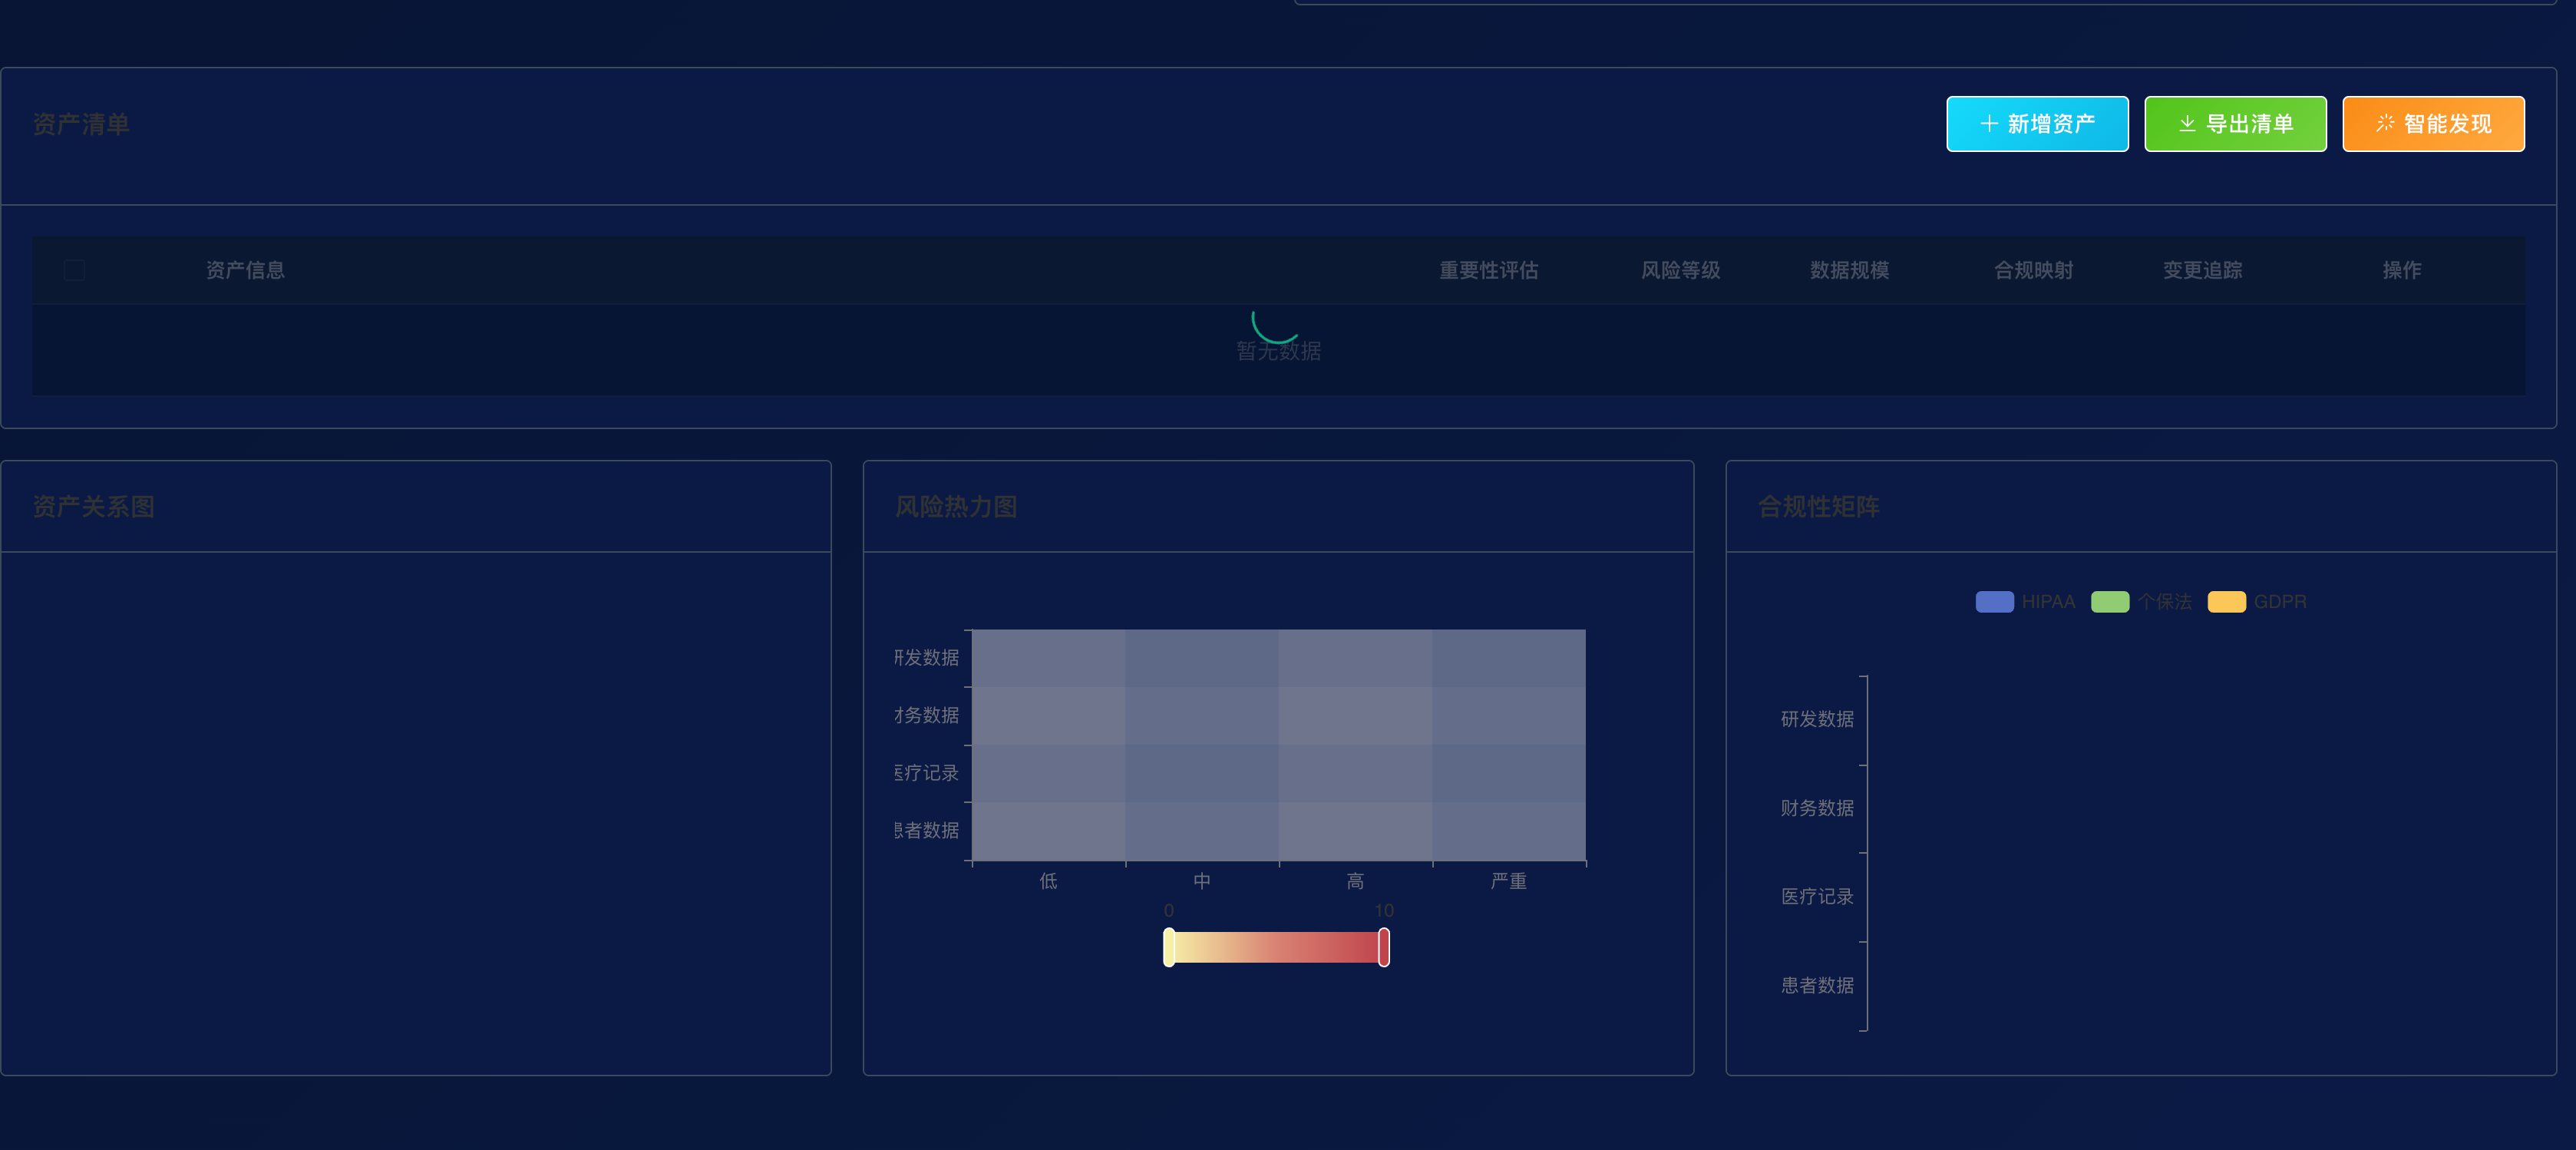 资产清单
新增资产 导出清单 智能发现
资产信息 重要性评估 风险等级 数据规模 合规映射 变更追踪 操作
暂无数据
资产关系图
风险热力图
研发数据
财务数据
医疗记录
患者数据
低 中 高 严重
0 10
合规性矩阵
HIPAA 个保法 GDPR
研发数据
财务数据
医疗记录
患者数据